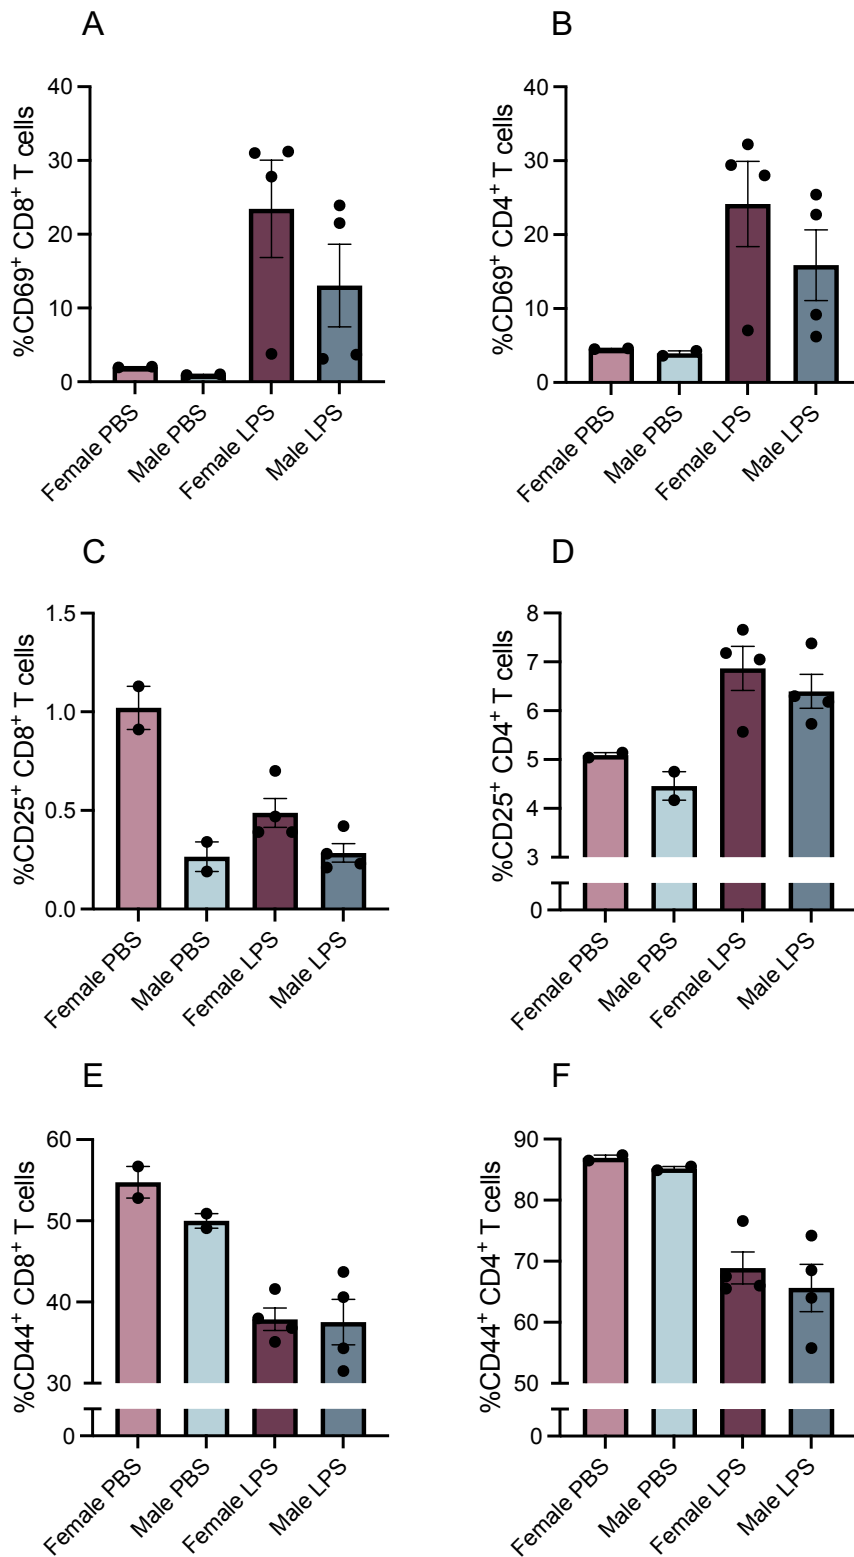 A
%CD69⁺ CD8⁺ T cells
40
30
20
10
0
Female PBS
Male PBS
Female LPS
Male LPS
B
%CD69⁺ CD4⁺ T cells
40
30
20
10
0
Female PBS
Male PBS
Female LPS
Male LPS
C
%CD25⁺ CD8⁺ T cells
1.5
1.0
0.5
0.0
Female PBS
Male PBS
Female LPS
Male LPS
D
%CD25⁺ CD4⁺ T cells
8
7
6
5
4
3
0
Female PBS
Male PBS
Female LPS
Male LPS
E
%CD44⁺ CD8⁺ T cells
60
50
40
30
0
Female PBS
Male PBS
Female LPS
Male LPS
F
%CD44⁺ CD4⁺ T cells
90
80
70
60
50
0
Female PBS
Male PBS
Female LPS
Male LPS